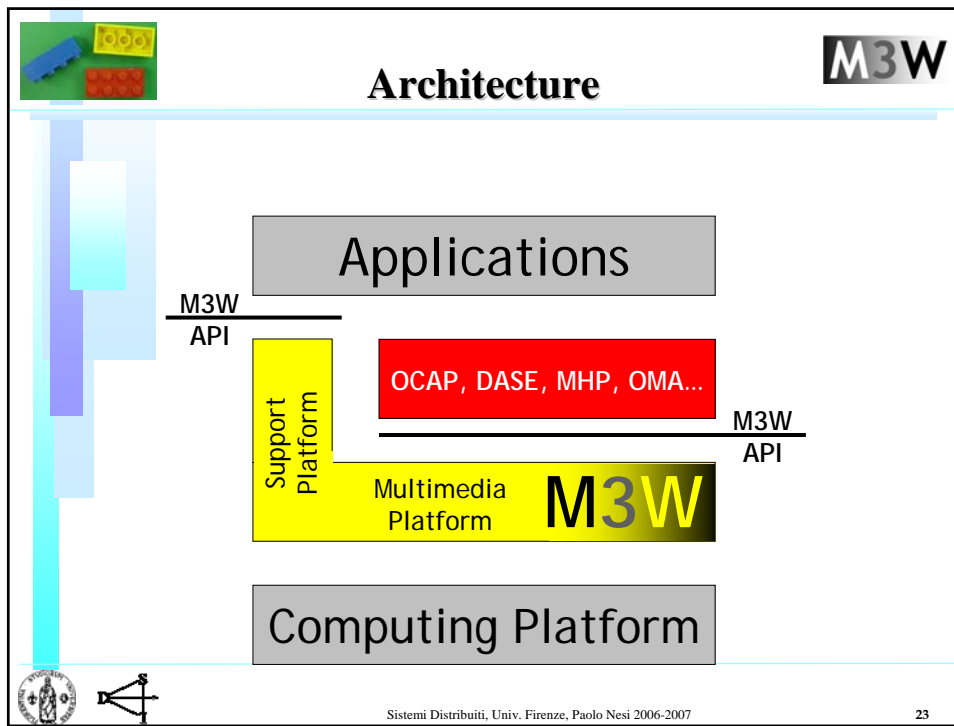 Architecture
M3W
Applications
M3W
API
OCAP, DASE, MHP, OMA...
Support
Platform
M3W
API
Multimedia
Platform
M3W
Computing Platform
D S I
Sistemi Distribuiti, Univ. Firenze, Paolo Nesi 2006-2007
23